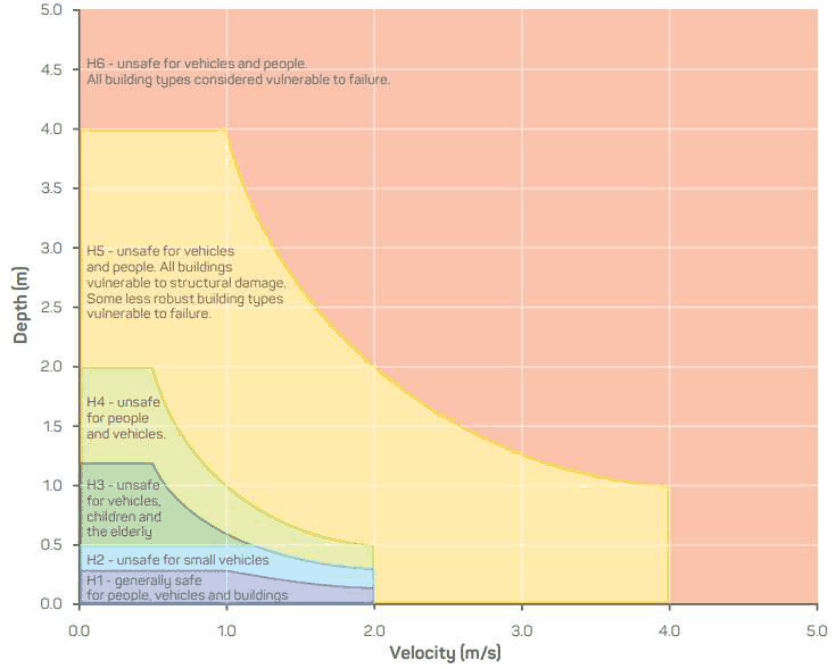 5.0
4.5
4.0
3.5
3.0
2.5
2.0
1.5
1.0
0.5
0.0
Depth (m)
H6 - unsafe for vehicles and people.
All building types considered vulnerable to failure.
H5 - unsafe for vehicles
and people. All buildings
vulnerable to structural damage.
Some less robust building types
vulnerable to failure.
H4 - unsafe
for people
and vehicles.
H3 - unsafe
for vehicles,
children and
the elderly
H2 - unsafe for small vehicles
H1 - generally safe
for people, vehicles and buildings
0.0 1.0 2.0 3.0 4.0 5.0
Velocity (m/s)